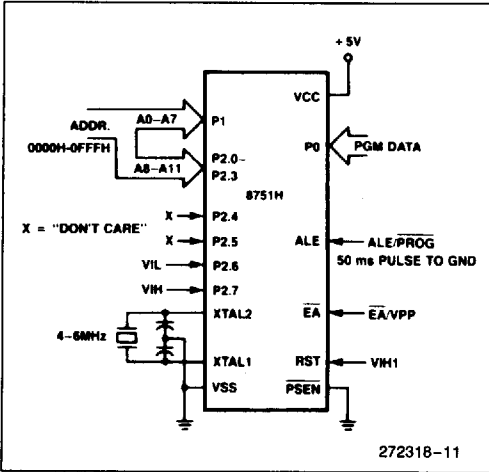 + 5V
VCC
ADDR.
0000H-0FFFH
A0-A7
P1
P0
PGM DATA
A8-A11
P2.0-
P2.3
8751H
X = "DON'T CARE"
X
P2.4
X
P2.5
ALE
ALE/PROG
50 ms PULSE TO GND
VIL
P2.6
VIH
P2.7
XTAL2
EA
EA/VPP
4-6MHz
XTAL1
RST
VIH1
VSS
PSEN
272318-11